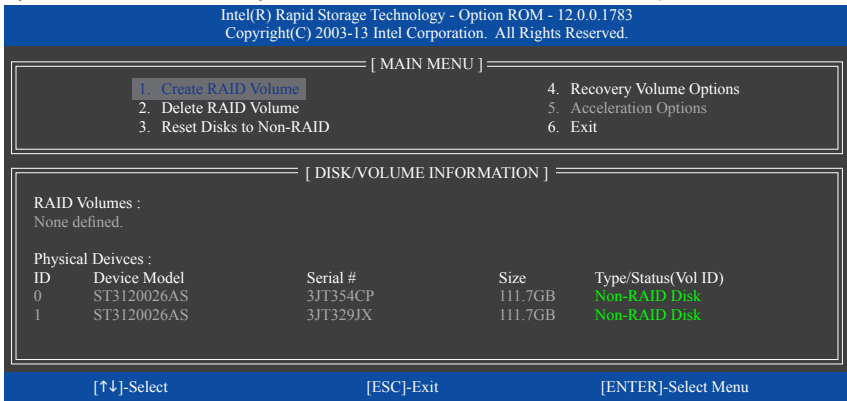 Intel(R) Rapid Storage Technology - Option ROM - 12.0.0.1783
Copyright(C) 2003-13 Intel Corporation. All Rights Reserved.
[ MAIN MENU ]
1. Create RAID Volume
2. Delete RAID Volume
3. Reset Disks to Non-RAID
4. Recovery Volume Options
5. Acceleration Options
6. Exit
[ DISK/VOLUME INFORMATION ]
RAID Volumes :
None defined.
Physical Deivces :
ID Device Model Serial # Size Type/Status(Vol ID)
0 ST3120026AS 3JT354CP 111.7GB Non-RAID Disk
1 ST3120026AS 3JT329JX 111.7GB Non-RAID Disk
[↑↓]-Select [ESC]-Exit [ENTER]-Select Menu